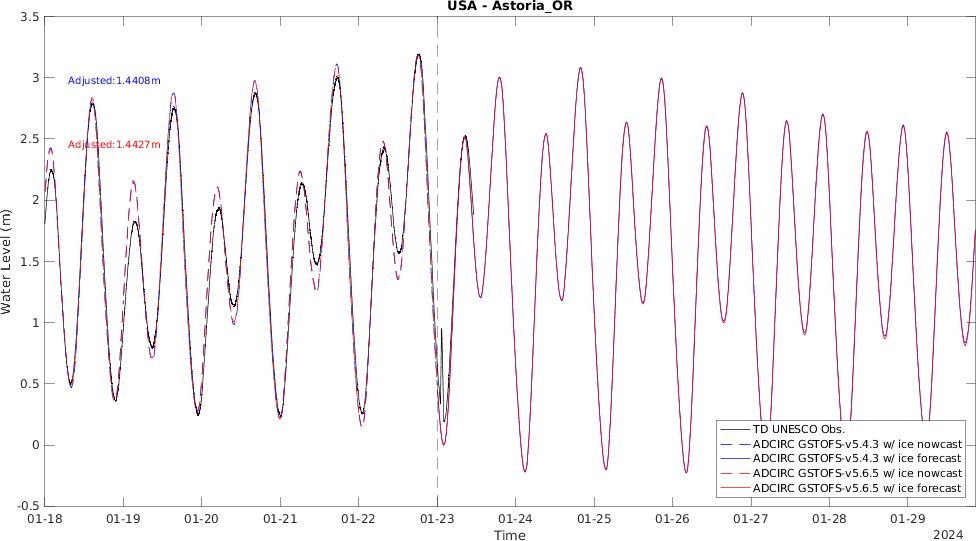 USA - Astoria_OR
3.5
3
2.5
2
1.5
1
0.5
0
-0.5
Water Level (m)
Adjusted:1.4408m
Adjusted:1.4427m
TD UNESCO Obs.
ADCIRC GSTOFS-v5.4.3 w/ ice nowcast
ADCIRC GSTOFS-v5.4.3 w/ ice forecast
ADCIRC GSTOFS-v5.6.5 w/ ice nowcast
ADCIRC GSTOFS-v5.6.5 w/ ice forecast
01-18 01-19 01-20 01-21 01-22 01-23 01-24 01-25 01-26 01-27 01-28 01-29
Time
2024